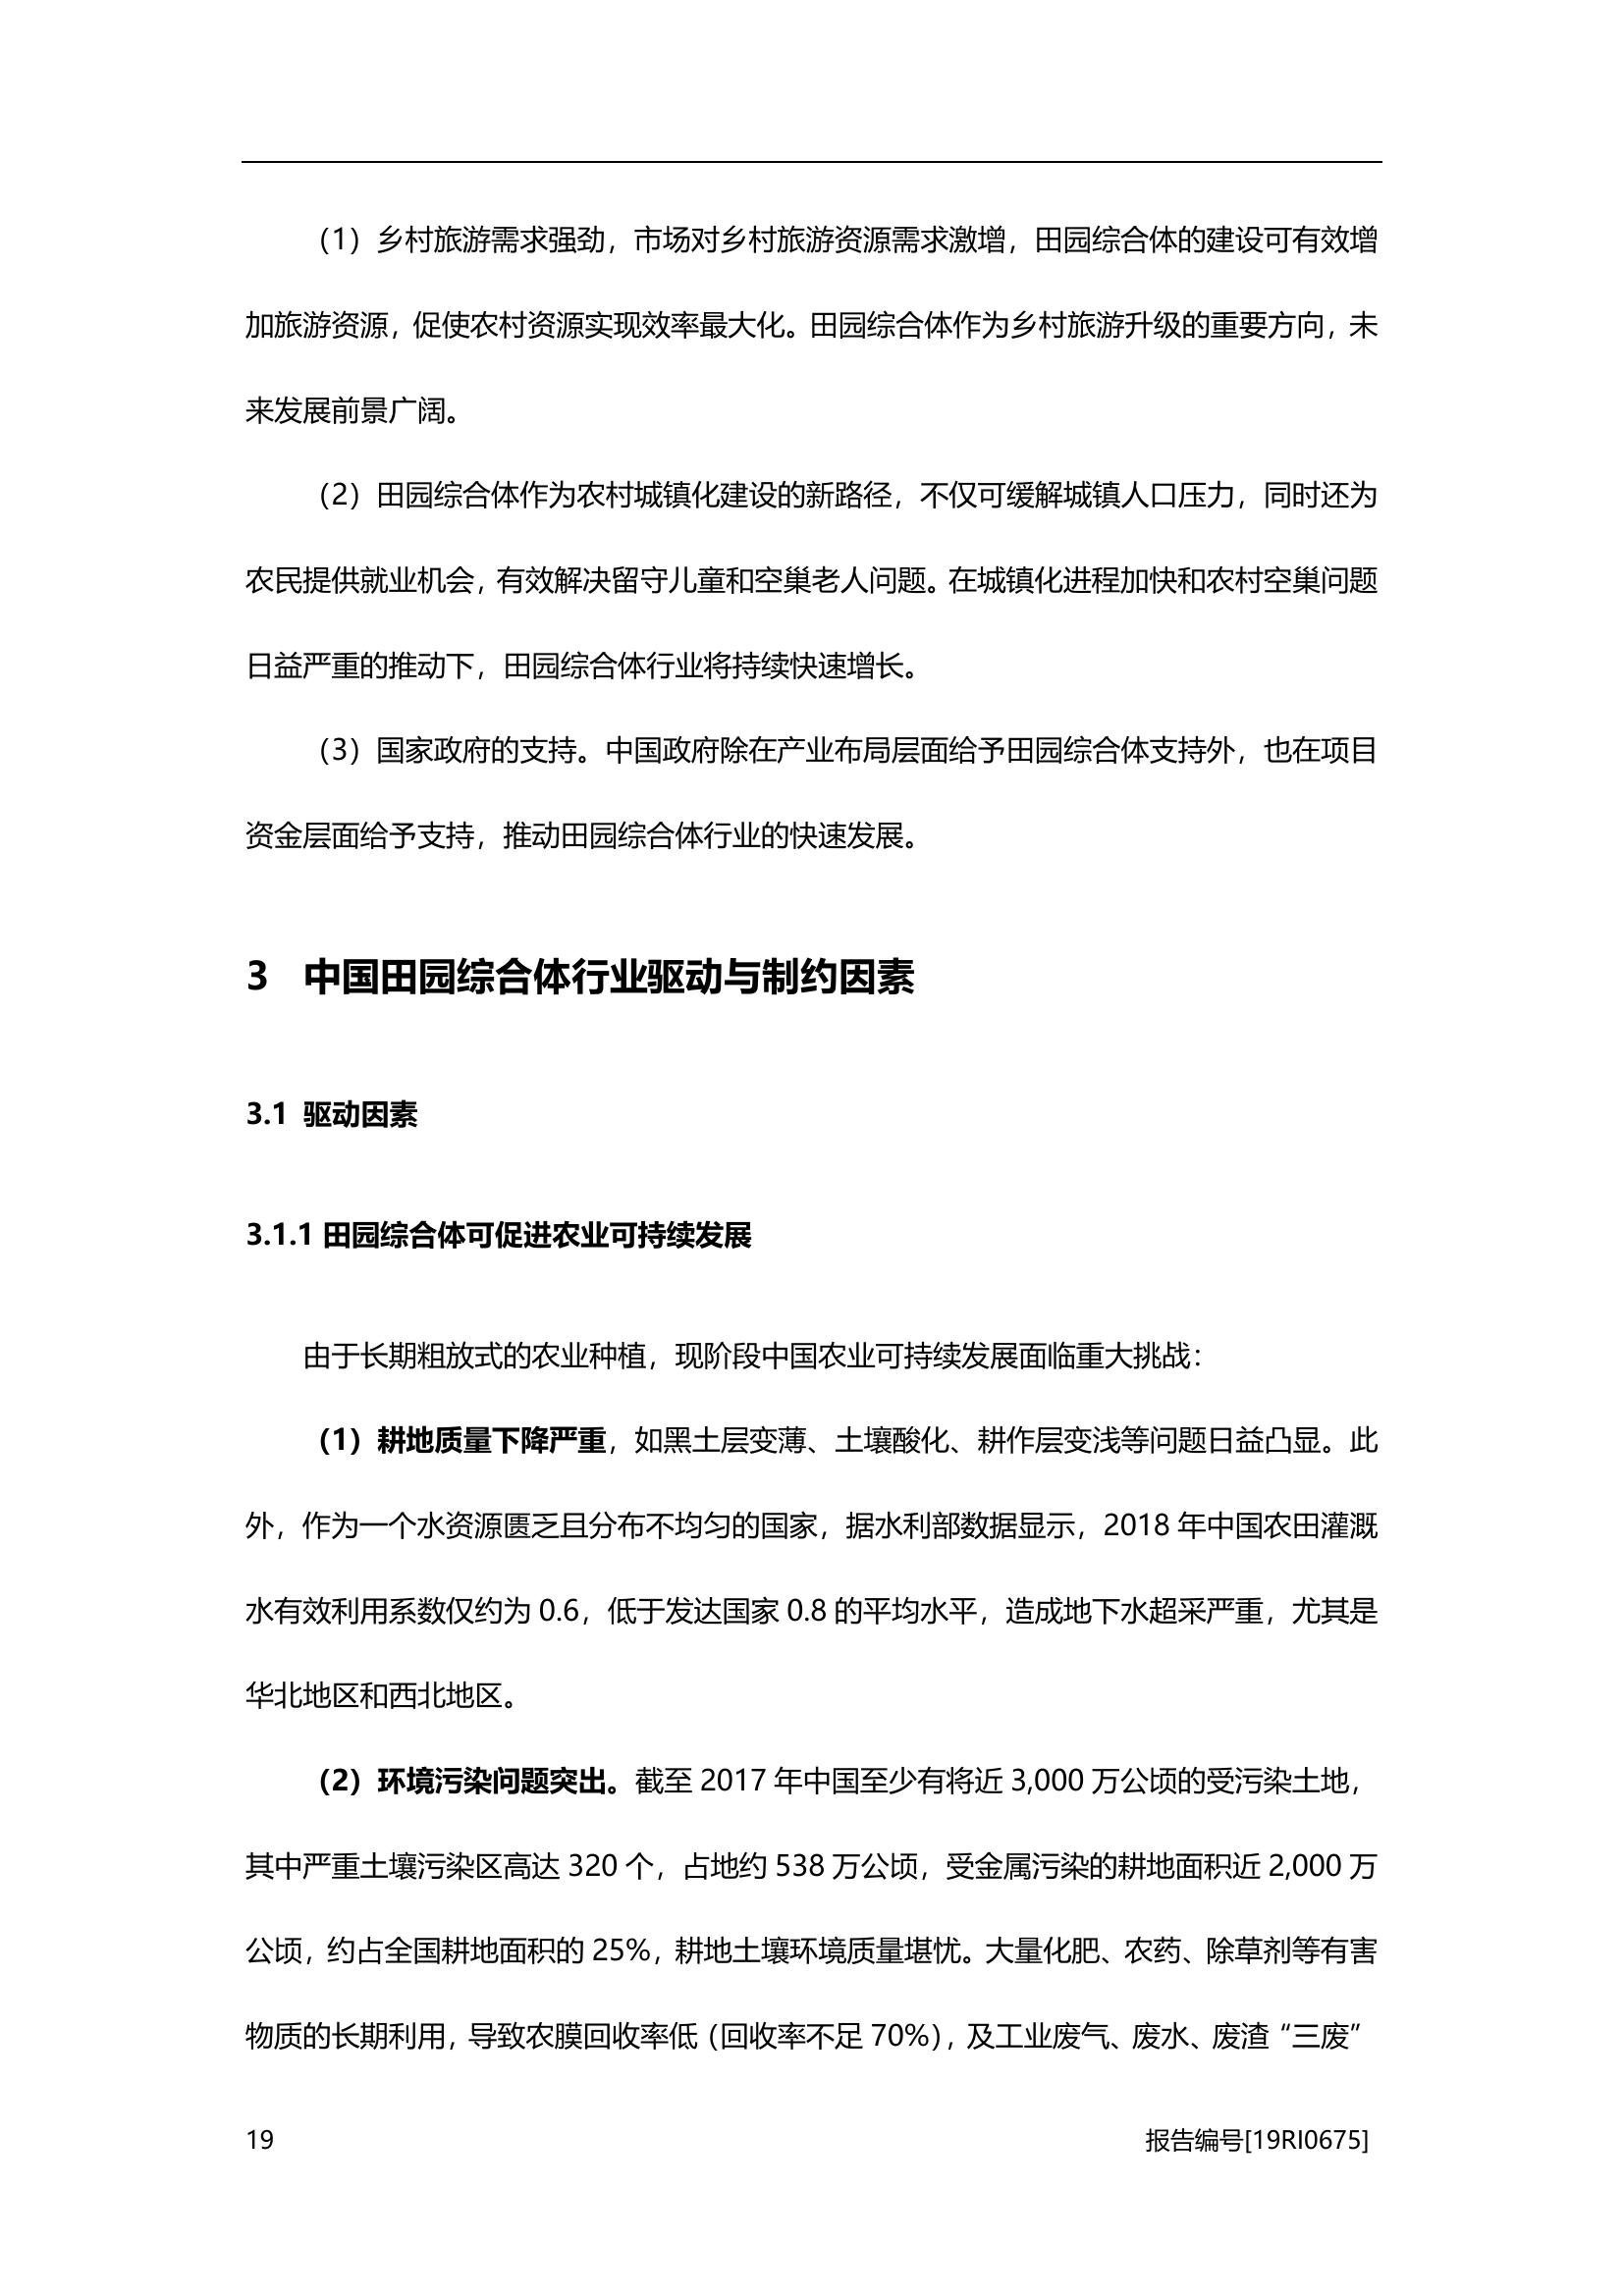 （1）乡村旅游需求强劲，市场对乡村旅游资源需求激增，田园综合体的建设可有效增
加旅游资源，促使农村资源实现效率最大化。田园综合体作为乡村旅游升级的重要方向，未
来发展前景广阔。
（2）田园综合体作为农村城镇化建设的新路径，不仅可缓解城镇人口压力，同时还为
农民提供就业机会，有效解决留守儿童和空巢老人问题。在城镇化进程加快和农村空巢问题
日益严重的推动下，田园综合体行业将持续快速增长。
（3）国家政府的支持。中国政府除在产业布局层面给予田园综合体支持外，也在项目
资金层面给予支持，推动田园综合体行业的快速发展。
3 中国田园综合体行业驱动与制约因素
3.1 驱动因素
3.1.1 田园综合体可促进农业可持续发展
由于长期粗放式的农业种植，现阶段中国农业可持续发展面临重大挑战：
（1）耕地质量下降严重，如黑土层变薄、土壤酸化、耕作层变浅等问题日益凸显。此
外，作为一个水资源匮乏且分布不均匀的国家，据水利部数据显示，2018 年中国农田灌溉
水有效利用系数仅约为 0.6，低于发达国家 0.8 的平均水平，造成地下水超采严重，尤其是
华北地区和西北地区。
（2）环境污染问题突出。截至 2017 年中国至少有将近 3,000 万公顷的受污染土地，
其中严重土壤污染区高达 320 个，占地约 538 万公顷，受金属污染的耕地面积近 2,000 万
公顷，约占全国耕地面积的 25%，耕地土壤环境质量堪忧。大量化肥、农药、除草剂等有害
物质的长期利用，导致农膜回收率低（回收率不足 70%），及工业废气、废水、废渣“三废”
19 报告编号[19RI0675]